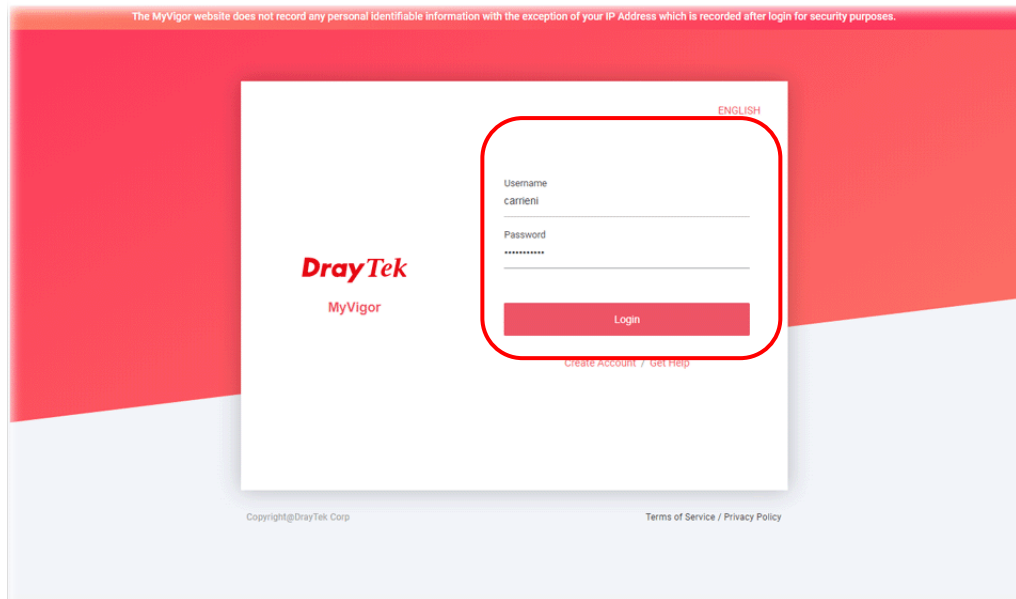 The MyVigor website does not record any personal identifiable information with the exception of your IP Address which is recorded after login for security purposes.
ENGLISH
Username
carrieni
Password
•••••••••••
DrayTek
MyVigor
Login
Create Account / Get Help
Copyright@DrayTek Corp
Terms of Service / Privacy Policy